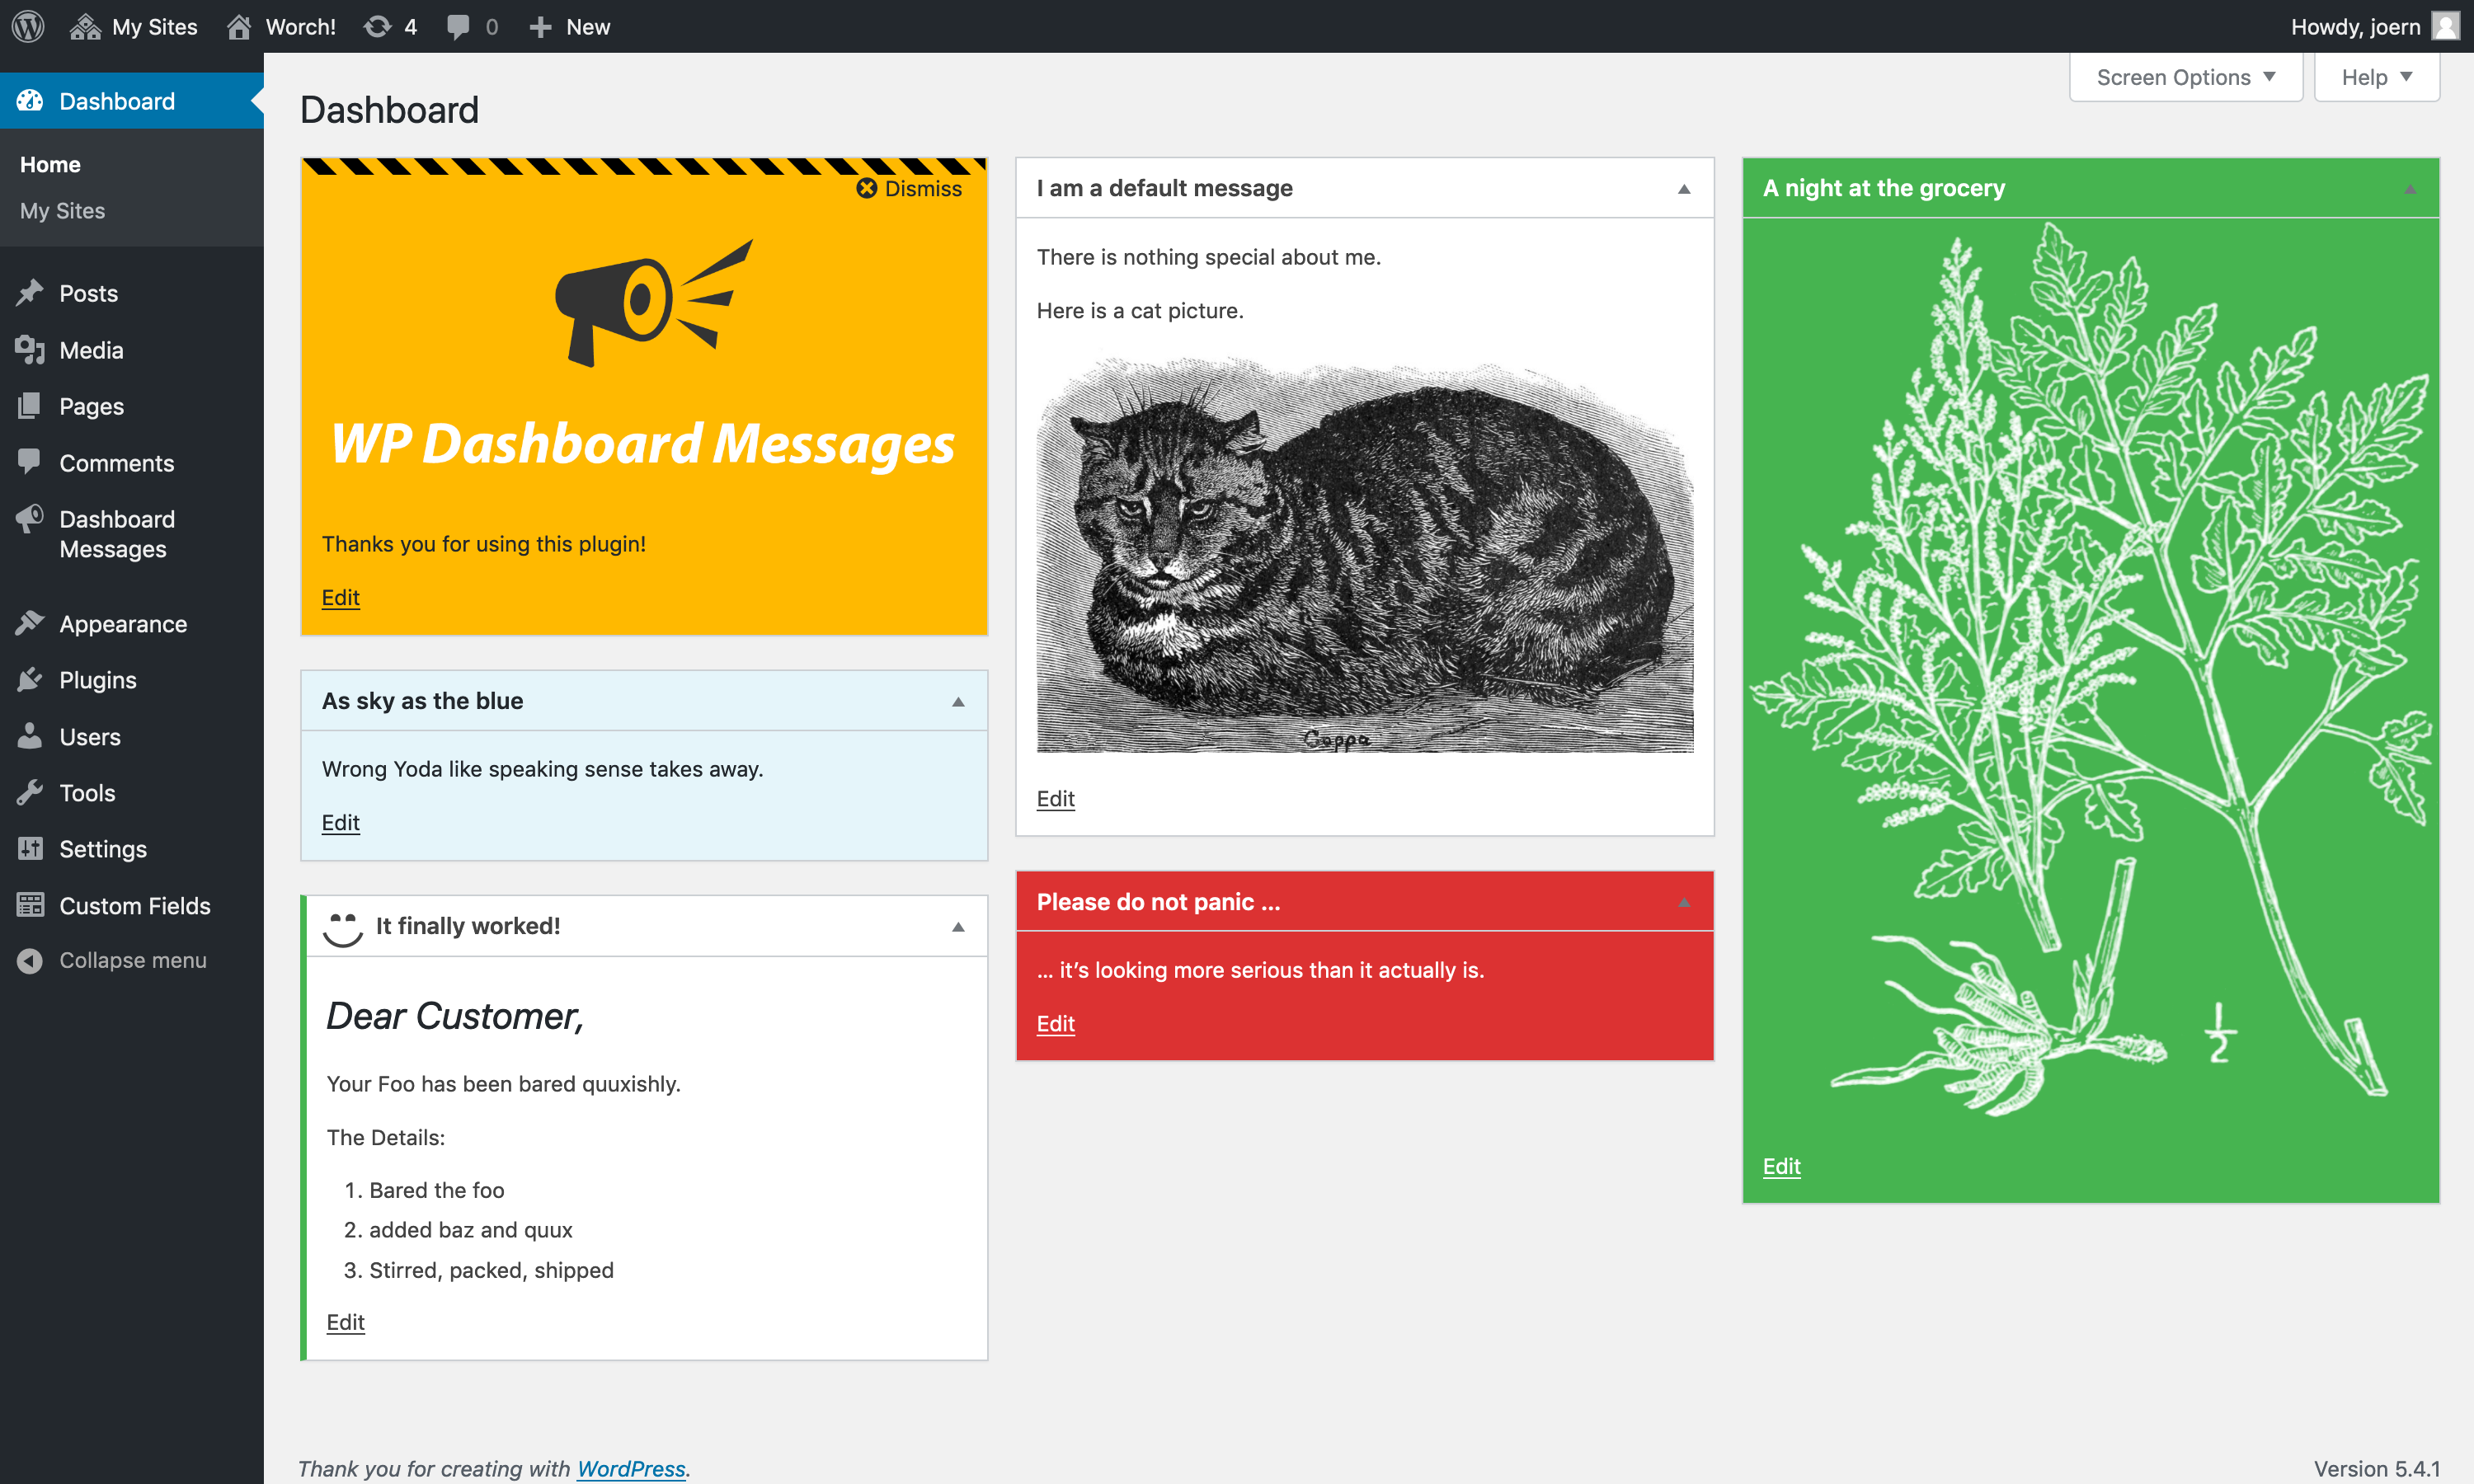 My Sites
Worch!
4
0
New
Howdy, joern
Dashboard
Home
My Sites
Posts
Media
Pages
Comments
Dashboard
Messages
Appearance
Plugins
Users
Tools
Settings
Custom Fields
Collapse menu
Screen Options
Help
Dashboard
Dismiss
WP Dashboard Messages
Thanks you for using this plugin!
Edit
As sky as the blue
Wrong Yoda like speaking sense takes away.
Edit
It finally worked!
Dear Customer,
Your Foo has been bared quuxishly.
The Details:
1. Bared the foo
2. added baz and quux
3. Stirred, packed, shipped
Edit
I am a default message
There is nothing special about me.
Here is a cat picture.
Coppa
Edit
Please do not panic ...
... it’s looking more serious than it actually is.
Edit
A night at the grocery
1/2
Edit
Thank you for creating with WordPress.
Version 5.4.1